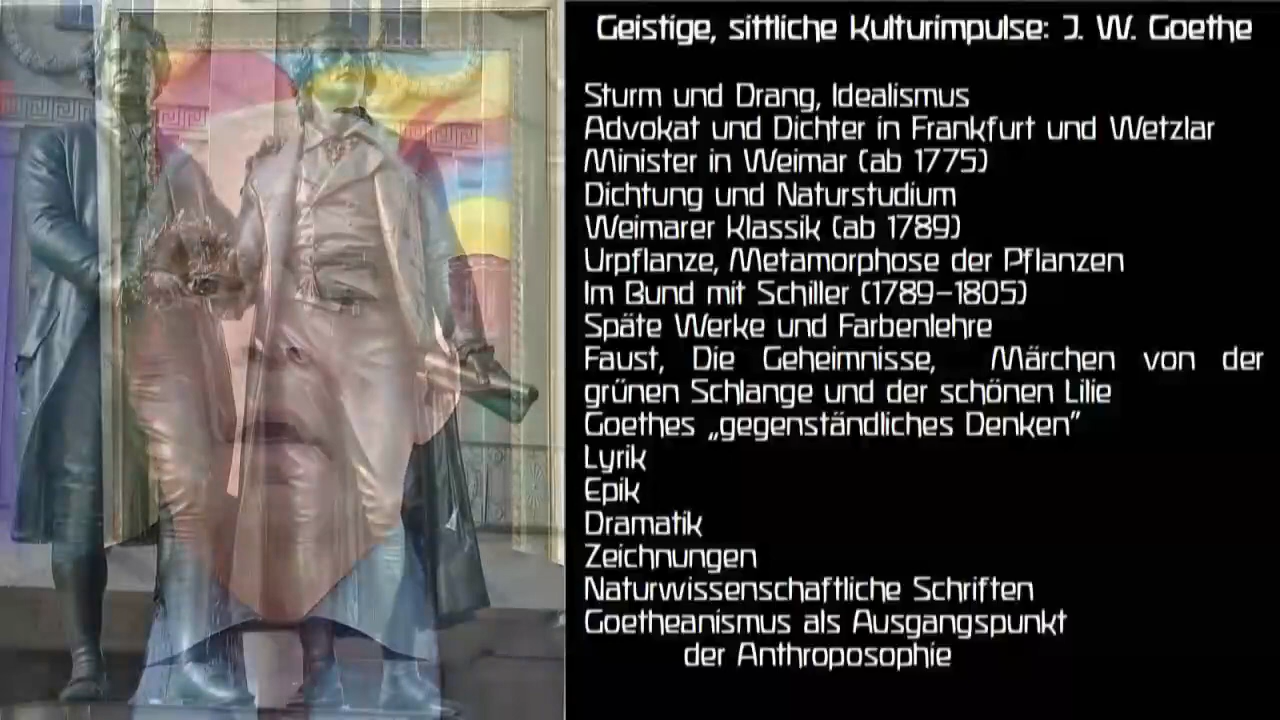 Geistige, sittliche Kulturimpulse: J. W. Goethe
Sturm und Drang, Idealismus
Advokat und Dichter in Frankfurt und Wetzlar
Minister in Weimar (ab 1775)
Dichtung und Naturstudium
Weimarer Klassik (ab 1789)
Urpflanze, Metamorphose der Pflanzen
Im Bund mit Schiller (1789–1805)
Späte Werke und Farbenlehre
Faust, Die Geheimnisse, Märchen von der
grünen Schlange und der schönen Lilie
Goethes „gegenständliches Denken”
Lyrik
Epik
Dramatik
Zeichnungen
Naturwissenschaftliche Schriften
Goetheanismus als Ausgangspunkt
der Anthroposophie